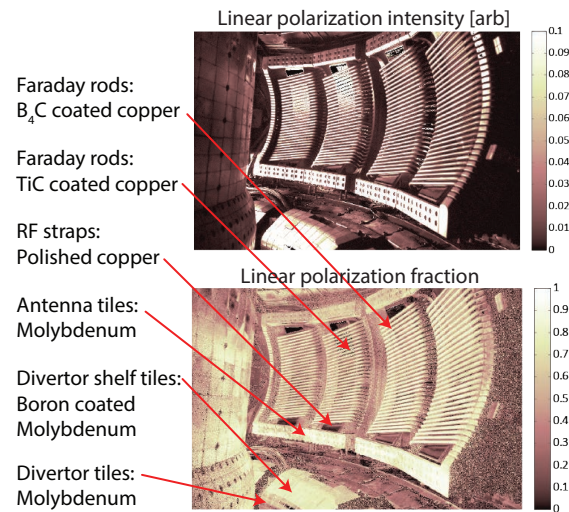 Linear polarization intensity [arb]
0.1
0.09
0.08
0.07
0.06
0.05
0.04
0.03
0.02
0.01
0
Faraday rods:
B₄C coated copper
Faraday rods:
TiC coated copper
RF straps:
Polished copper
Antenna tiles:
Molybdenum
Divertor shelf tiles:
Boron coated
Molybdenum
Divertor tiles:
Molybdenum
Linear polarization fraction
1
0.9
0.8
0.7
0.6
0.5
0.4
0.3
0.2
0.1
0